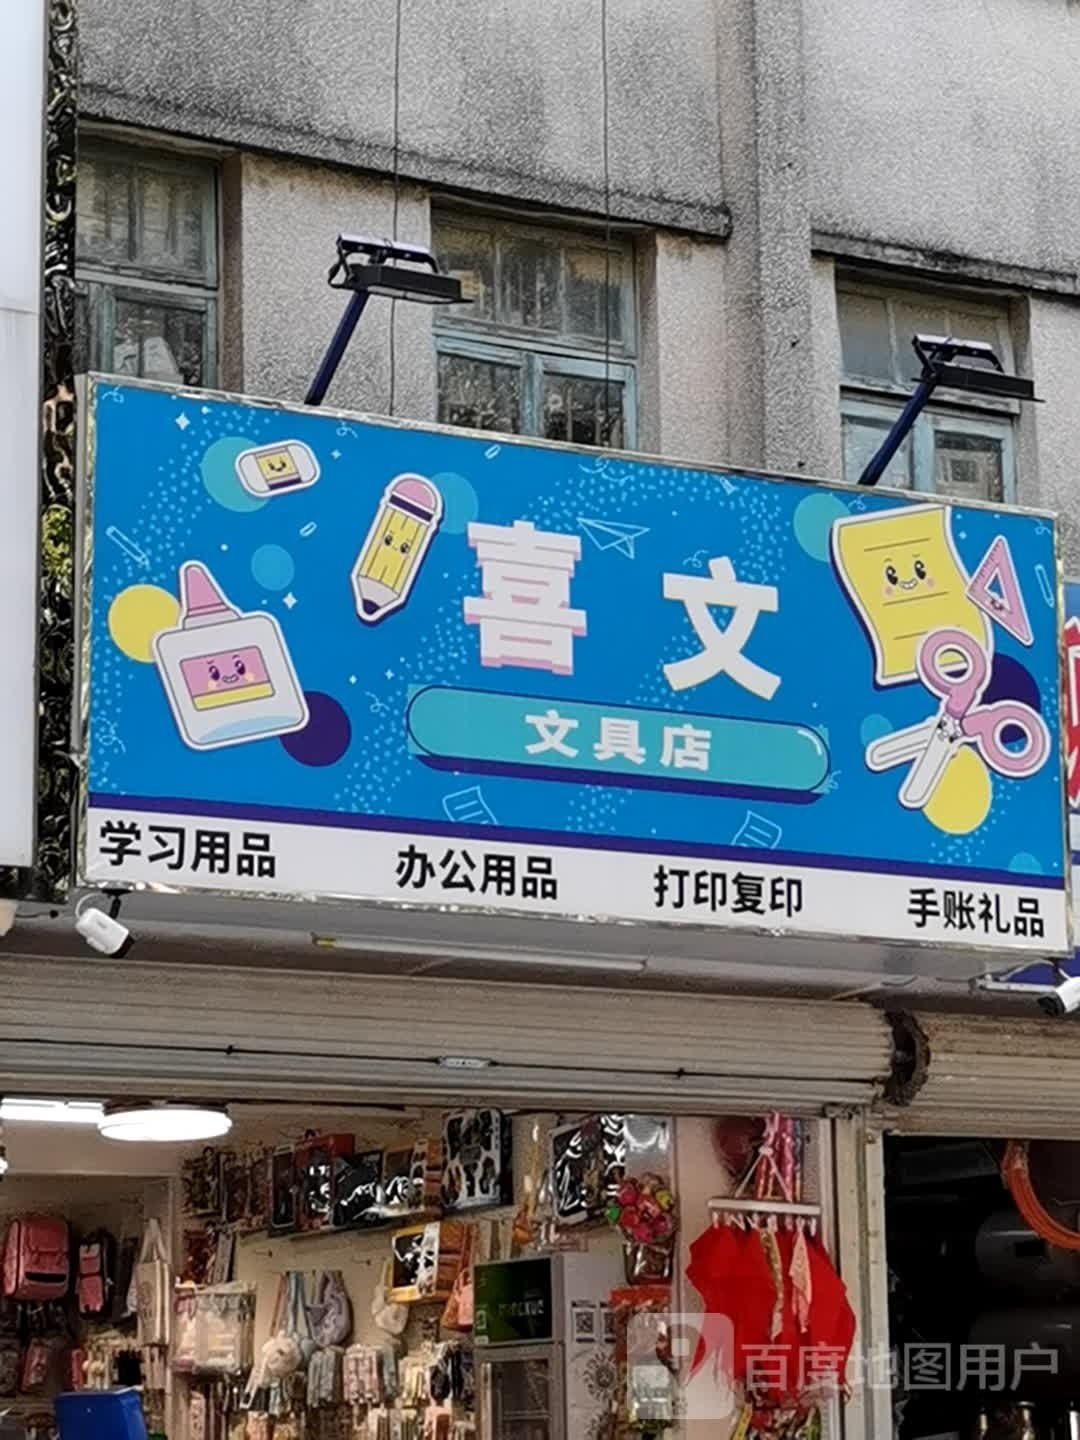 喜文
文具店
学习用品 办公用品 打印复印 手账礼品
百度地图用户